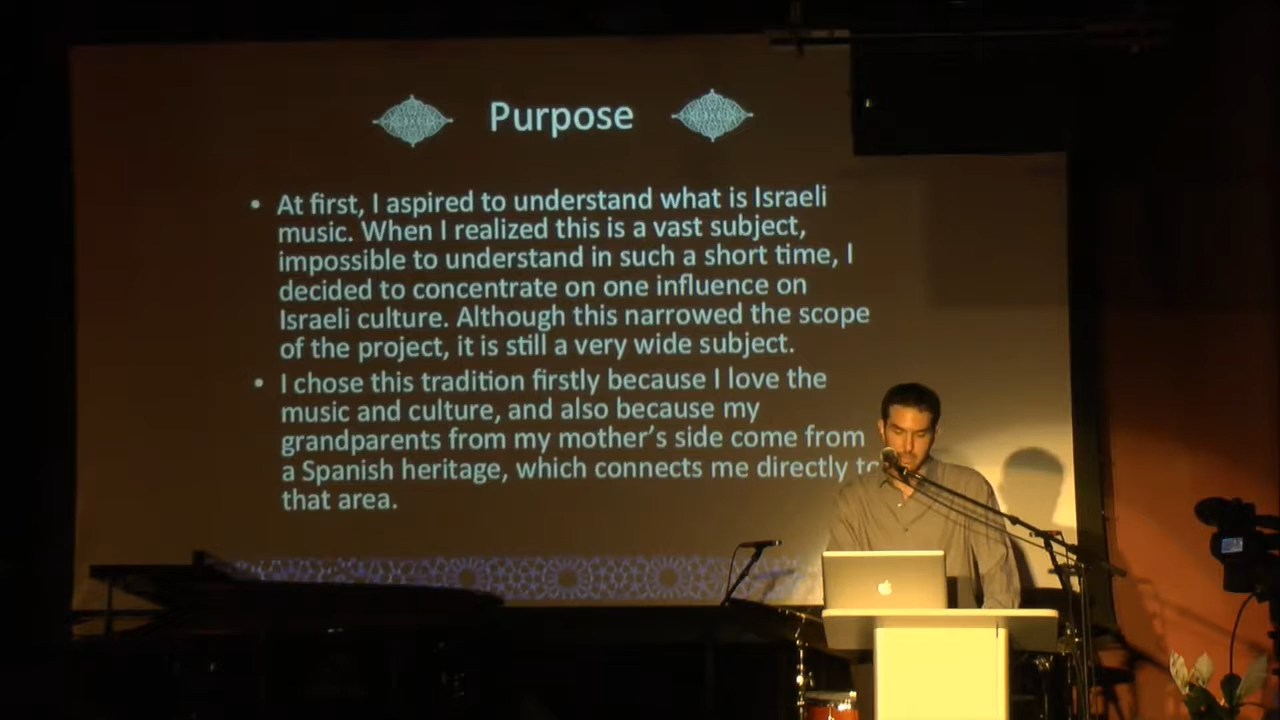 Purpose
• At first, I aspired to understand what is Israeli
music. When I realized this is a vast subject,
impossible to understand in such a short time, I
decided to concentrate on one influence on
Israeli culture. Although this narrowed the scope
of the project, it is still a very wide subject.
• I chose this tradition firstly because I love the
music and culture, and also because my
grandparents from my mother's side come from
a Spanish heritage, which connects me directly to
that area.